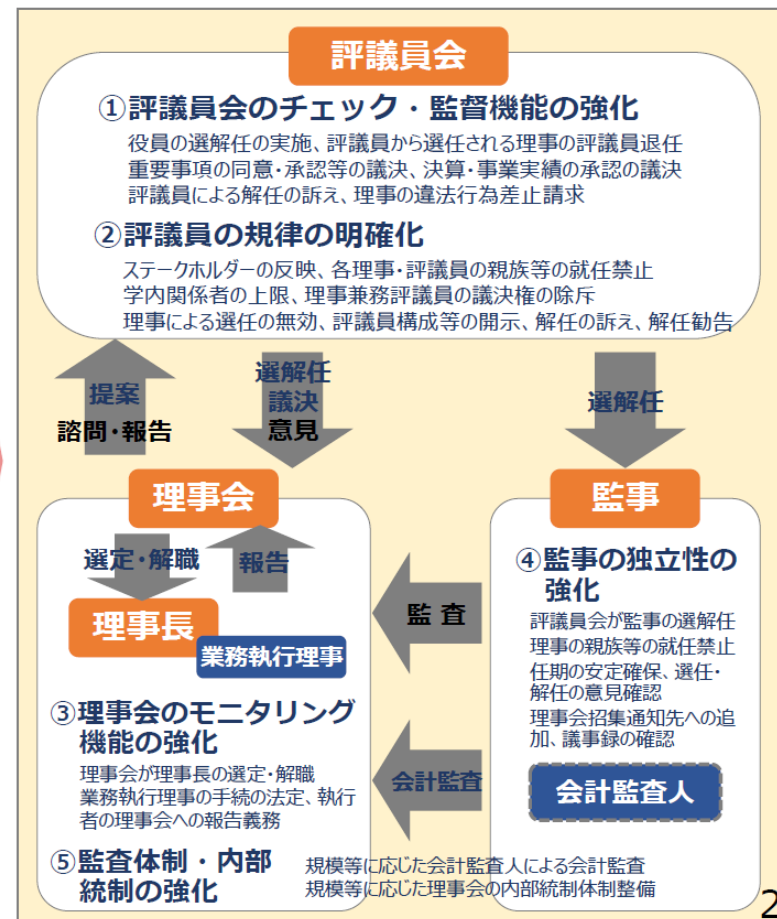 評議員会
①評議員会のチェック・監督機能の強化
役員の選解任の実施、評議員から選任される理事の評議員退任
重要事項の同意・承認等の議決、決算・事業実績の承認の議決
評議員による解任の訴え、理事の違法行為差止請求
②評議員の規律の明確化
ステークホルダーの反映、各理事・評議員の親族等の就任禁止
学内関係者の上限、理事兼務評議員の議決権の除斥
理事による選任の無効、評議員構成等の開示、解任の訴え、解任勧告
提案
諮問・報告
選解任
議決
意見
選解任
理事会
選定・解職
報告
理事長
業務執行理事
③理事会のモニタリング
機能の強化
理事会が理事長の選定・解職
業務執行理事の手続の法定、執行
者の理事会への報告義務
監査
会計監査
監事
④監事の独立性の
強化
評議員会が監事の選解任
理事の親族等の就任禁止
任期の安定確保、選任・
解任の意見確認
理事会招集通知先への追
加、議事録の確認
会計監査人
⑤監査体制・内部
統制の強化
規模等に応じた会計監査人による会計監査
規模等に応じた理事会の内部統制体制整備
2